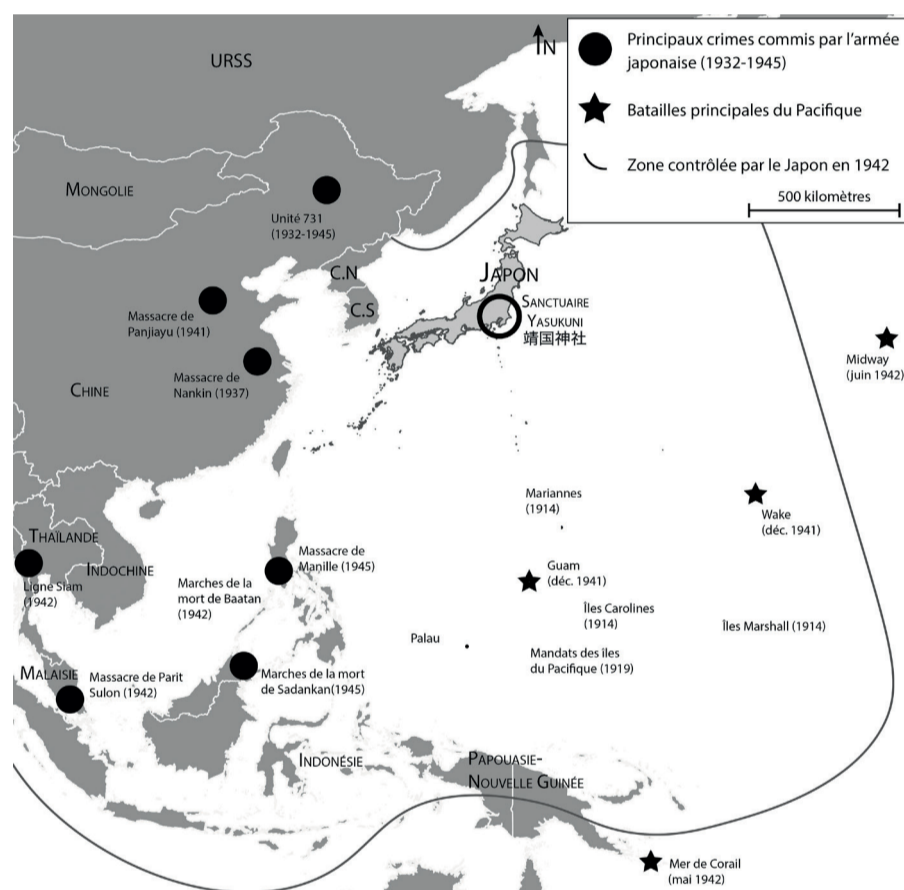 URSS
N
Principaux crimes commis par l'armée
japonaise (1932-1945)
Batailles principales du Pacifique
Zone contrôlée par le Japon en 1942
500 kilomètres
MONGOLIE
Unité 731
(1932-1945)
C.N
C.S
JAPON
SANCTUAIRE
YASUKUNI
靖国神社
Massacre de
Panjiayu (1941)
Midway
(juin 1942)
Massacre de
Nankin (1937)
CHINE
Mariannes
(1914)
Wake
(déc. 1941)
THAÏLANDE
INDOCHINE
Ligne Siam
(1942)
Massacre de
Manille (1945)
Marches de la
mort de Baatan
(1942)
Guam
(déc. 1941)
Îles Carolines
(1914)
Îles Marshall (1914)
Palau
Mandats des îles
du Pacifique (1919)
MALAISIE
Massacre de Parit
Sulon (1942)
Marches de la mort
de Sadankan(1945)
INDONÉSIE
PAPOUASIE-
NOUVELLE GUINÉE
Mer de Corail
(mai 1942)